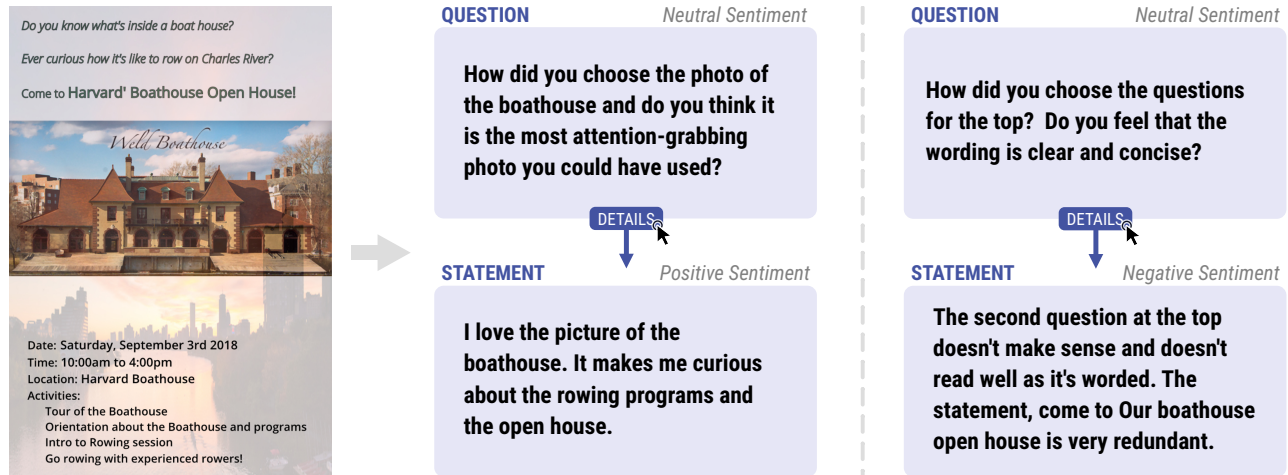 Do you know what's inside a boat house?
Ever curious how it's like to row on Charles River?
Come to Harvard' Boathouse Open House!
Weld Boathouse
Date: Saturday, September 3rd 2018
Time: 10:00am to 4:00pm
Location: Harvard Boathouse
Activities:
Tour of the Boathouse
Orientation about the Boathouse and programs
Intro to Rowing session
Go rowing with experienced rowers!
QUESTION
Neutral Sentiment
How did you choose the photo of
the boathouse and do you think it
is the most attention-grabbing
photo you could have used?
DETAILS
STATEMENT
Positive Sentiment
I love the picture of the
boathouse. It makes me curious
about the rowing programs and
the open house.
QUESTION
Neutral Sentiment
How did you choose the questions
for the top? Do you feel that the
wording is clear and concise?
DETAILS
STATEMENT
Negative Sentiment
The second question at the top
doesn't make sense and doesn't
read well as it's worded. The
statement, come to Our boathouse
open house is very redundant.